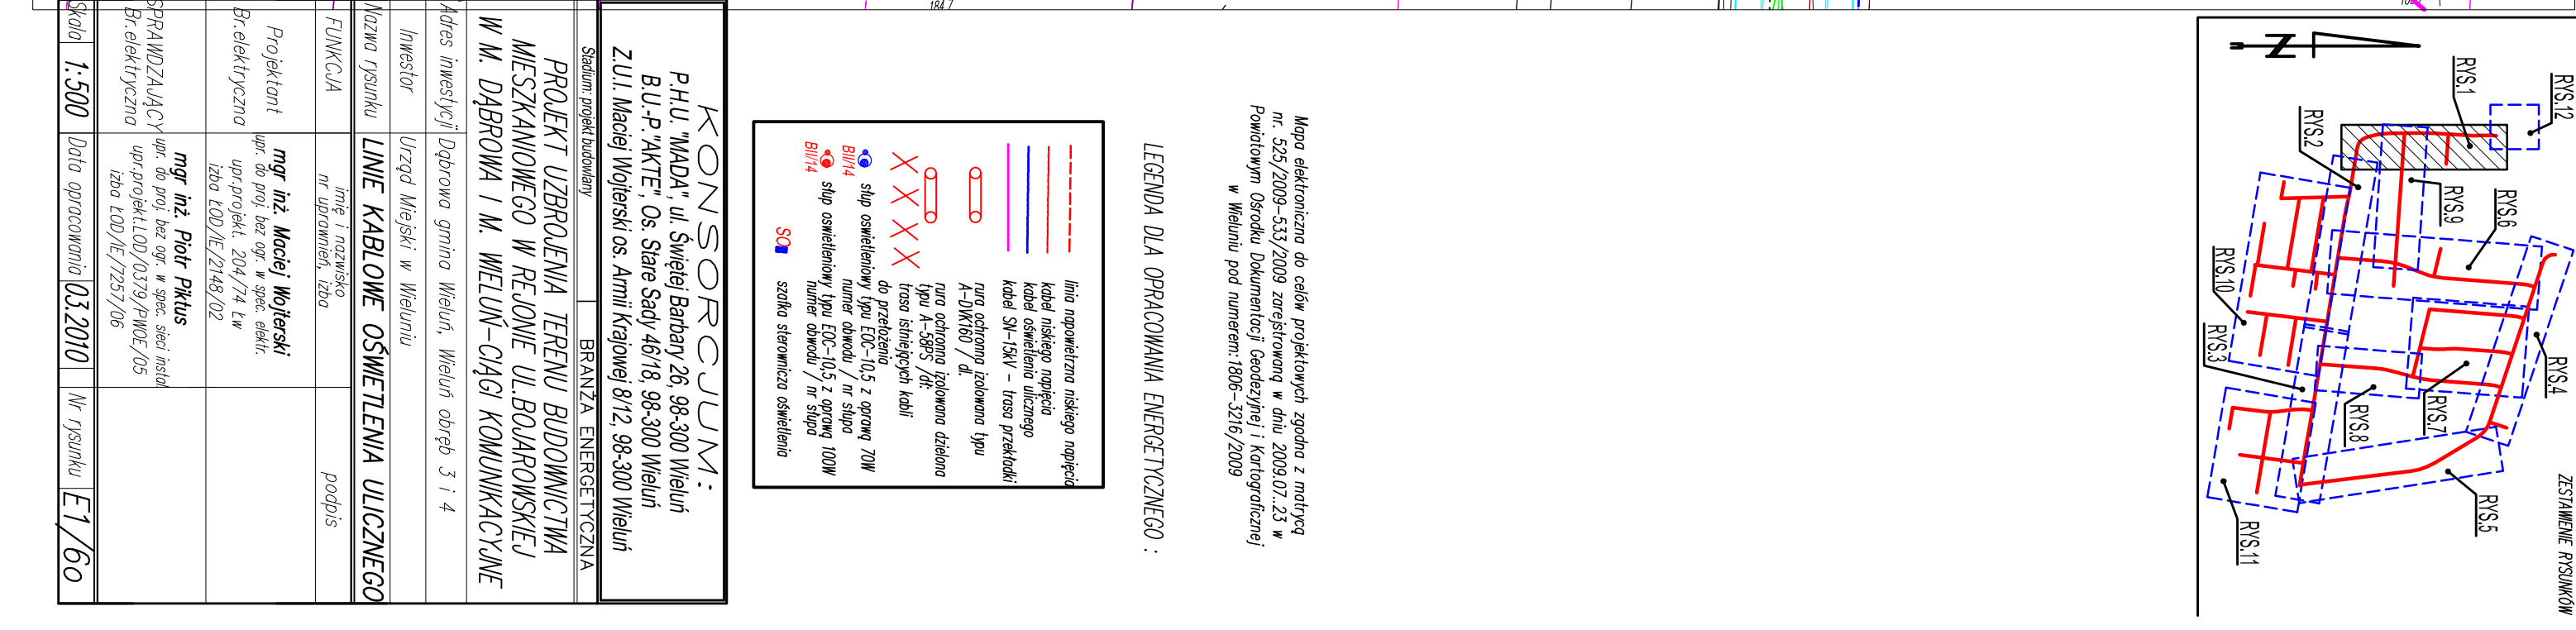 ZESTAWIENIE RYSUNKÓW
RYS.12
RYS.1
RYS.2
RYS.9
RYS.6
RYS.10
RYS.3
RYS.4
RYS.7
RYS.8
RYS.5
RYS.11
N
184.7
Mapa elektroniczna do celów projektowych zgodna z matrycą
nr. 525/2009-533/2009 zarejstrowaną w dniu 2009.07..23 w
Powiatowym Ośrodku Dokumentacji Geodezyjnej i Kartograficznej
w Wieluniu pod numerem:1806-3216/2009
LEGENDA DLA OPRACOWANIA ENERGETYCZNEGO :
linia napowietrzna niskiego napięcia
kabel niskiego napięcia
kabel oświetlenia ulicznego
kabel SN-15kV - trasa przekładki
rura ochronna izolowana typu
A-DVK160 / dł.
rura ochronna izolowana dzielona
typu A-58PS /dł.
trasa istniejących kabli
do przełożenia
słup oswietleniowy typu EOC-10,5 z oprawą 70W
BII/14
numer obwodu / nr słupa
słup oswietleniowy typu EOC-10,5 z oprawą 100W
BII/14
numer obwodu / nr słupa
SO
szafka sterownicza oświetlenia
KONSORCJUM:
P.H.U. "MADA", ul. Świętej Barbary 26, 98-300 Wieluń
B.U.-P."AKTE", Os. Stare Sady 46/18, 98-300 Wieluń
Z.U.I. Maciej Wojterski os. Armii Krajowej 8/12, 98-300 Wieluń
Stadium: projekt budowlany
BRANŻA ENERGETYCZNA
PROJEKT UZBROJENIA TERENU BUDOWNICTWA
MIESZKANIOWEGO W REJONIE UL.BOJAROWSKIEJ
W M. DĄBROWA I M. WIELUŃ-CIĄGI KOMUNIKACYJNE
Adres inwestycji Dąbrowa gmina Wieluń, Wieluń obręb 3 i 4
Inwestor Urząd Miejski w Wieluniu
Nazwa rysunku LINIE KABLOWE OŚWIETLENIA ULICZNEGO
FUNKCJA
imię i nazwisko
nr uprawnień, izba
podpis
Projektant
Br.elektryczna
mgr inż. Maciej Wojterski
upr. do proj. bez ogr. w spec. elektr.
upr.projekt. 204/74 Łw
izba ŁOD/IE/2148/02
SPRAWDZAJĄCY
Br.elektryczna
mgr inż. Piotr Piktus
upr. do proj. bez ogr. w spec. sieci instal
upr.projekt.LOD/0379/PWOE/05
izba ŁOD/IE/7257/06
Skala 1:500 Data opracowania 03.2010 Nr rysunku E1/60